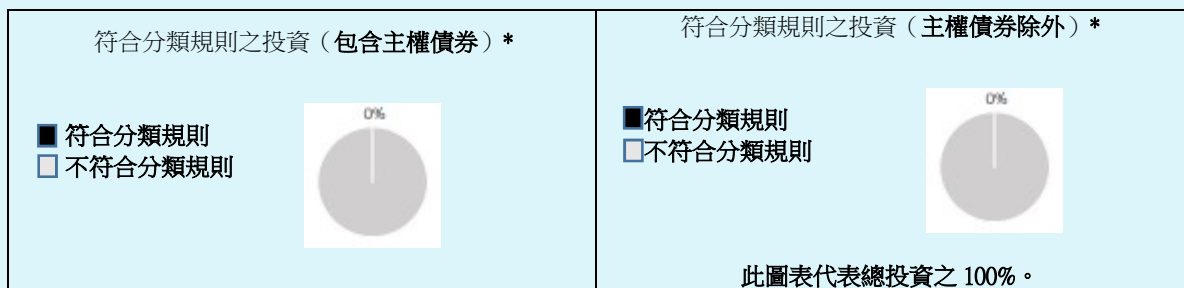 符合分類規則之投資（包含主權債券）*
符合分類規則
不符合分類規則
0%
符合分類規則之投資（主權債券除外）*
符合分類規則
不符合分類規則
0%
此圖表代表總投資之 100%。